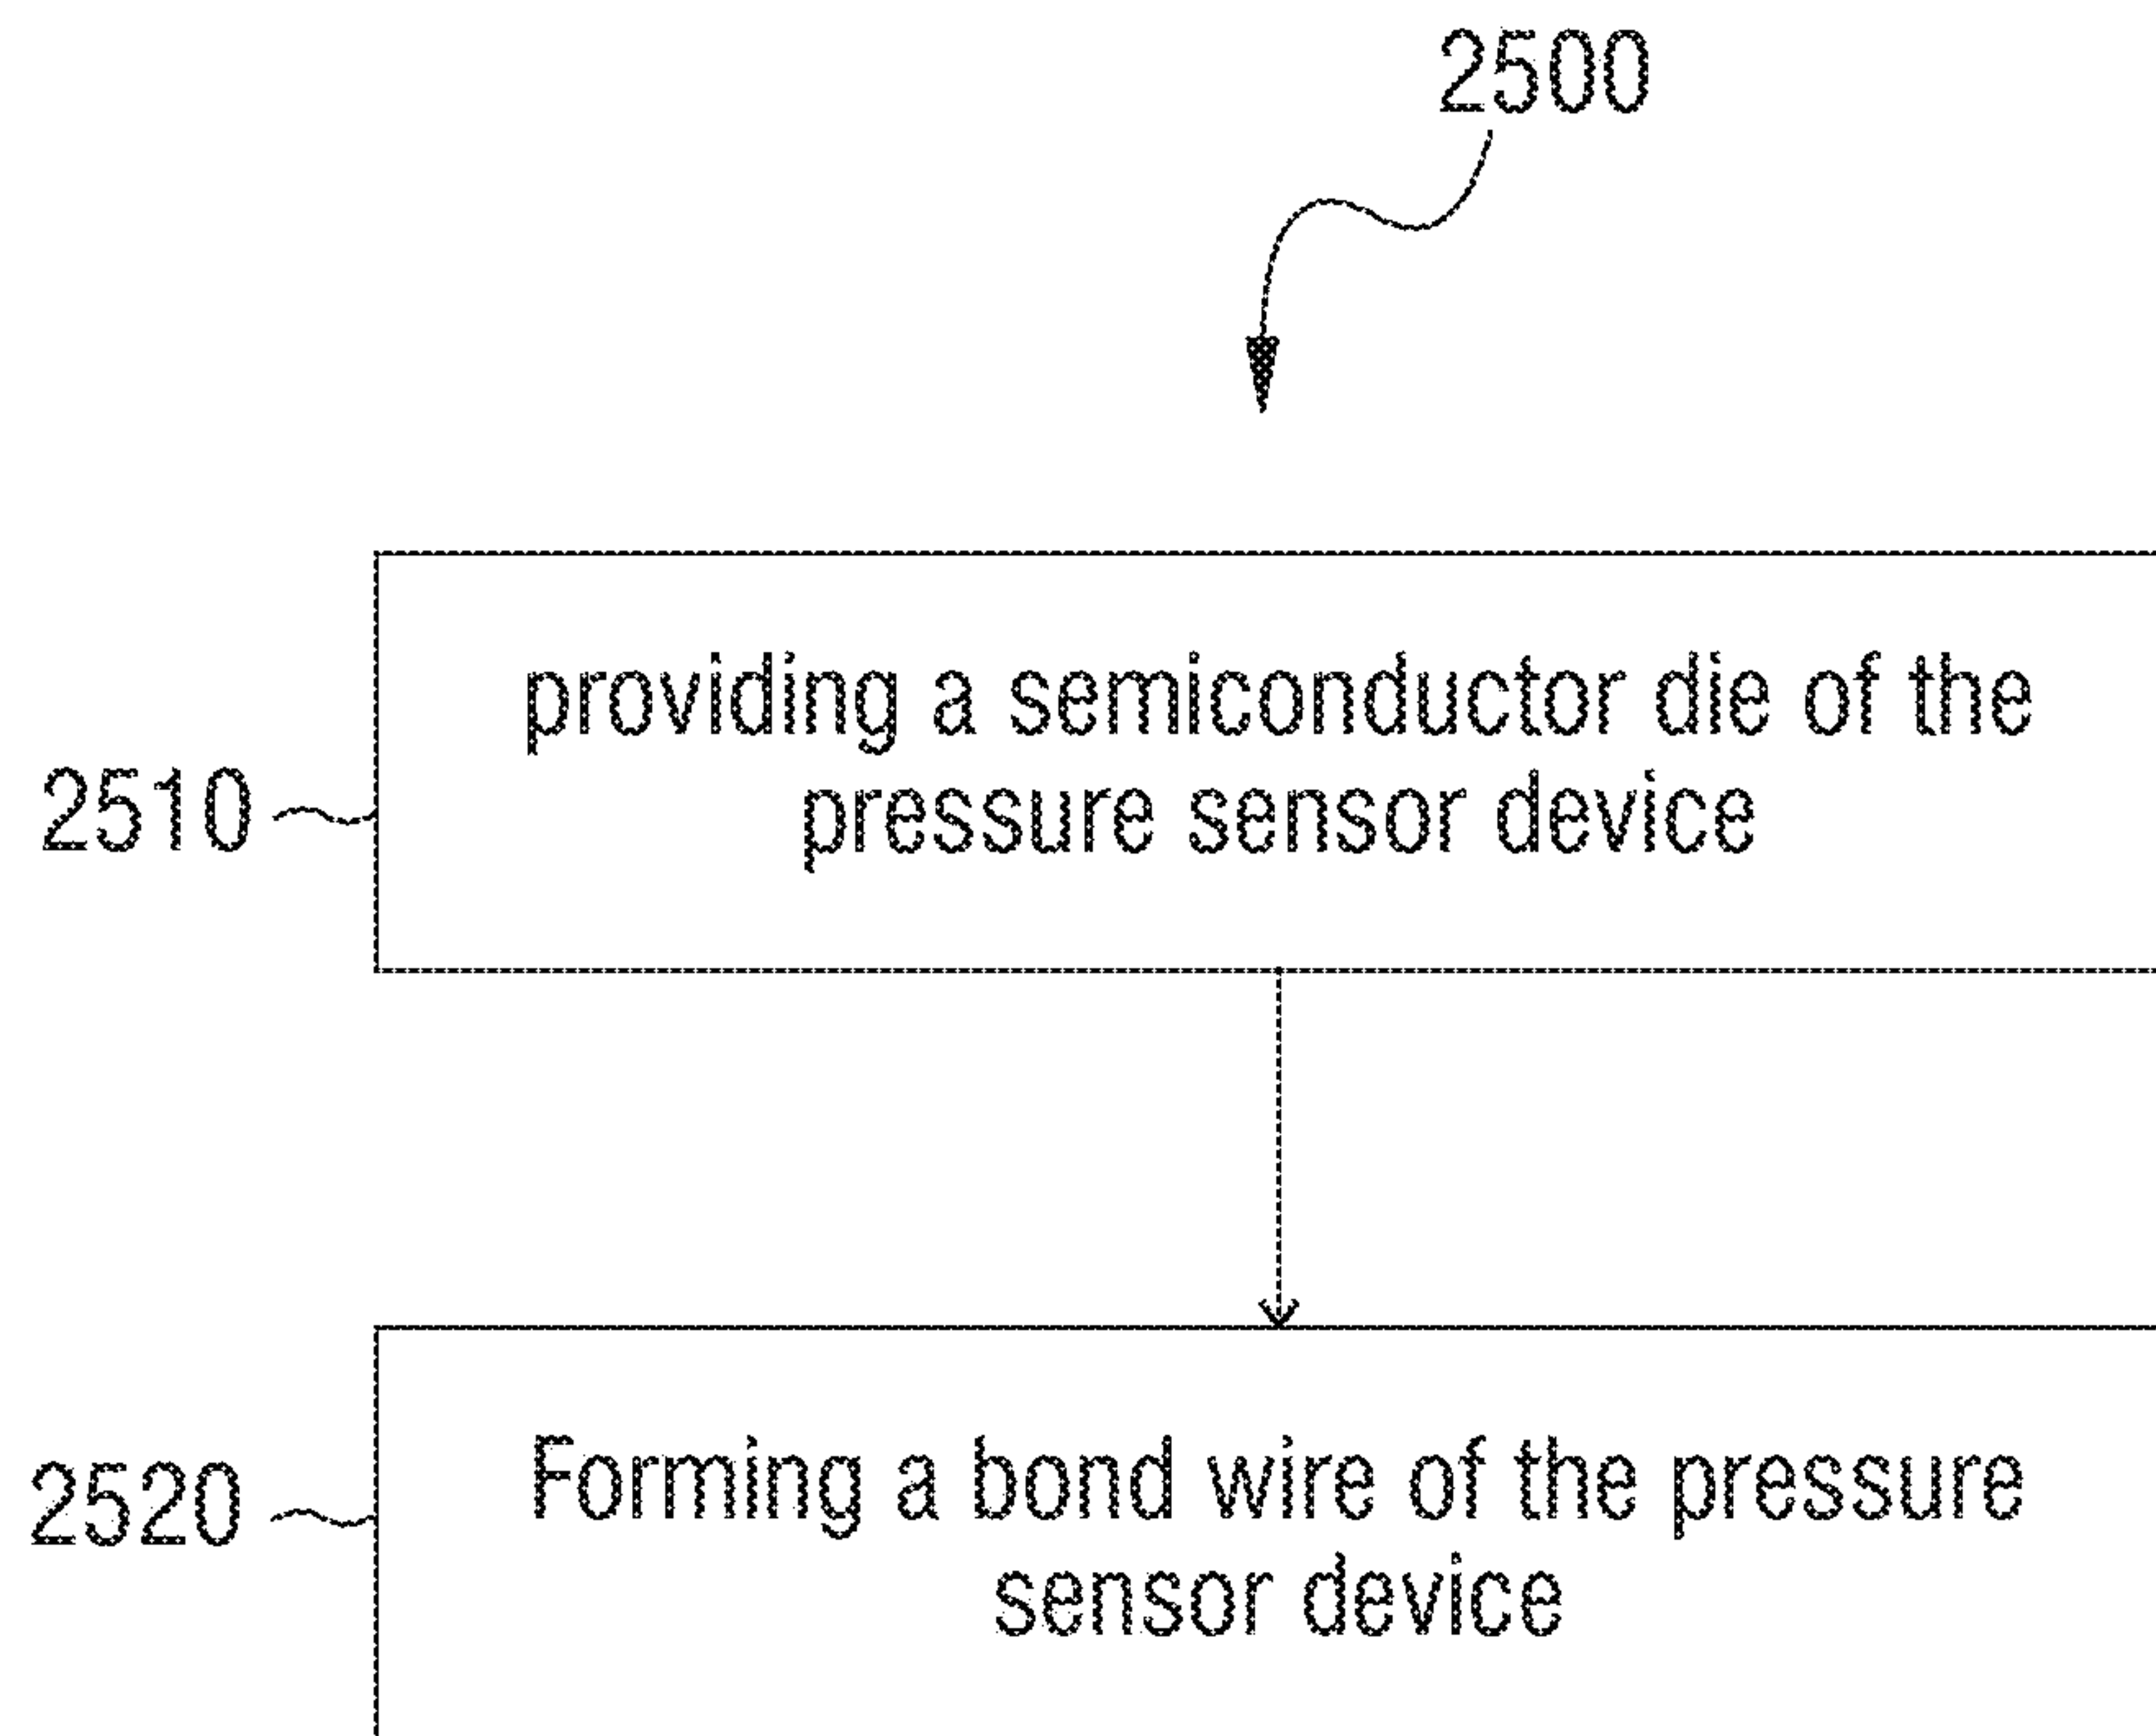 2500
providing a semiconductor die of the
pressure sensor device
2510
Forming a bond wire of the pressure
sensor device
2520